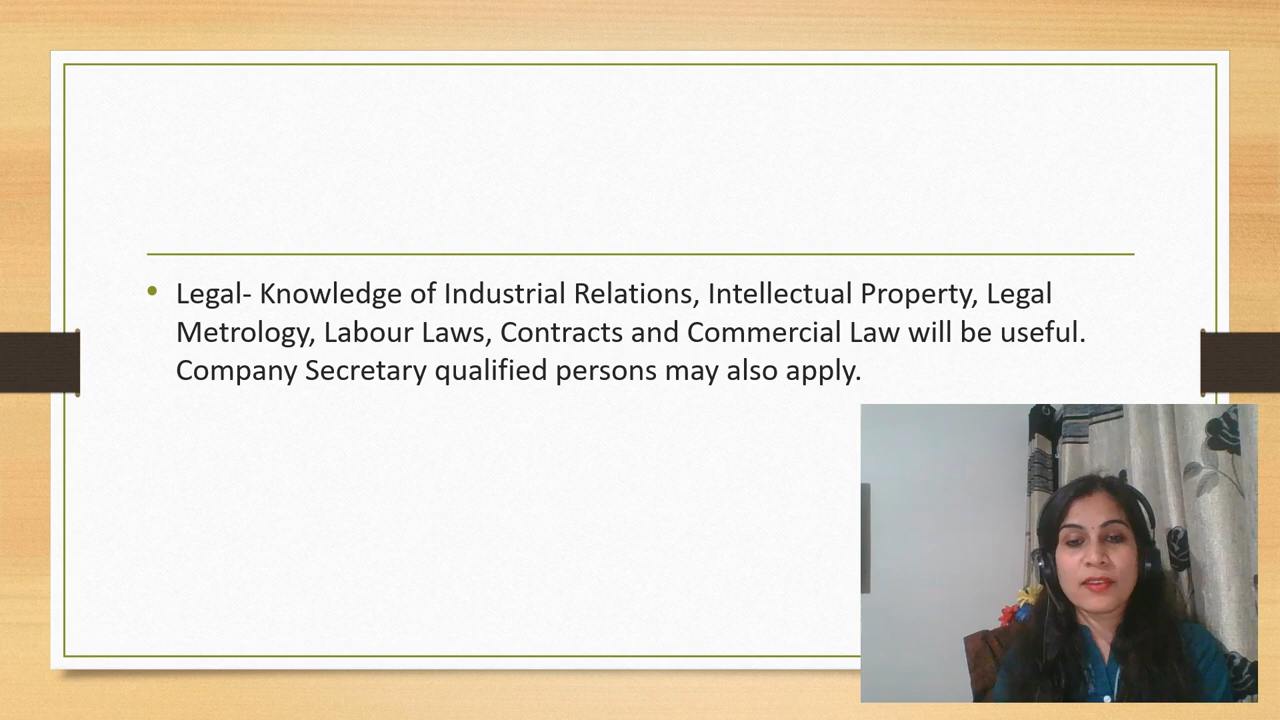 • Legal- Knowledge of Industrial Relations, Intellectual Property, Legal
Metrology, Labour Laws, Contracts and Commercial Law will be useful.
Company Secretary qualified persons may also apply.